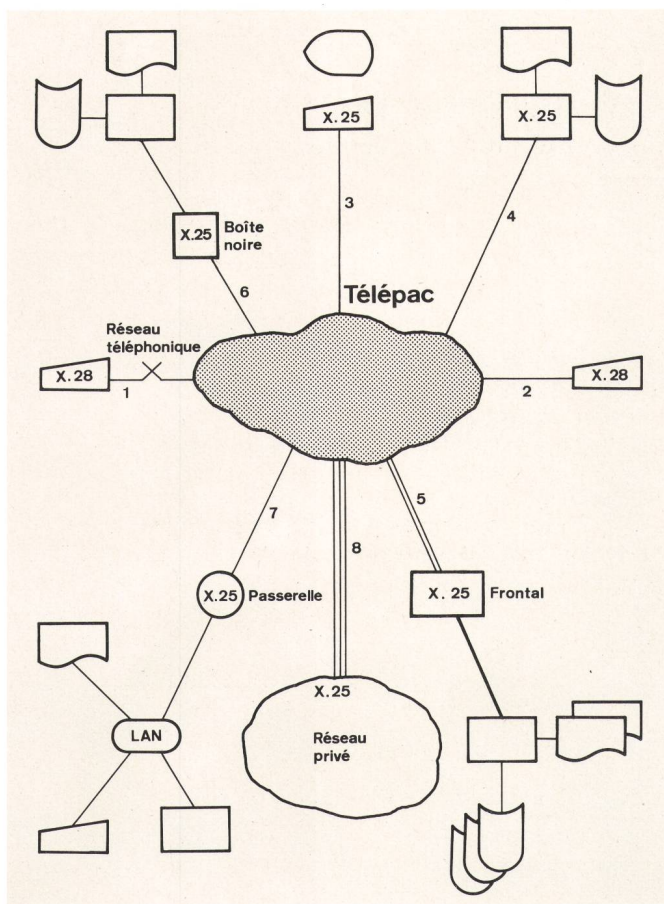 X. 25
X. 25
3
4
X.25
Boîte
noire
6
Télépac
Réseau
téléphonique
X. 28
1
2
X. 28
7
8
5
X.25
Passerelle
X. 25
Frontal
X.25
LAN
Réseau
privé